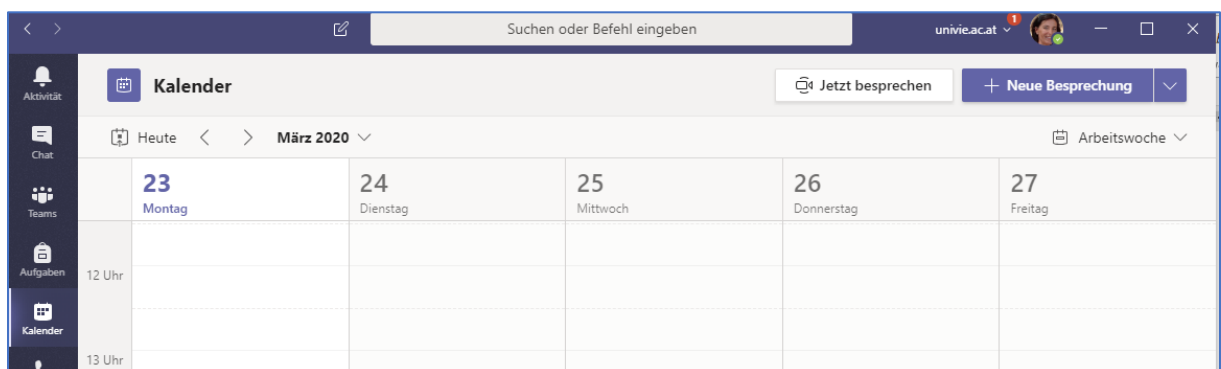 Suchen oder Befehl eingeben
univie.ac.at
1
Aktivität
Kalender
Jetzt besprechen
Neue Besprechung
Chat
Heute
März 2020
Arbeitswoche
Teams
23
24
25
26
27
Montag
Dienstag
Mittwoch
Donnerstag
Freitag
Aufgaben
12 Uhr
Kalender
13 Uhr